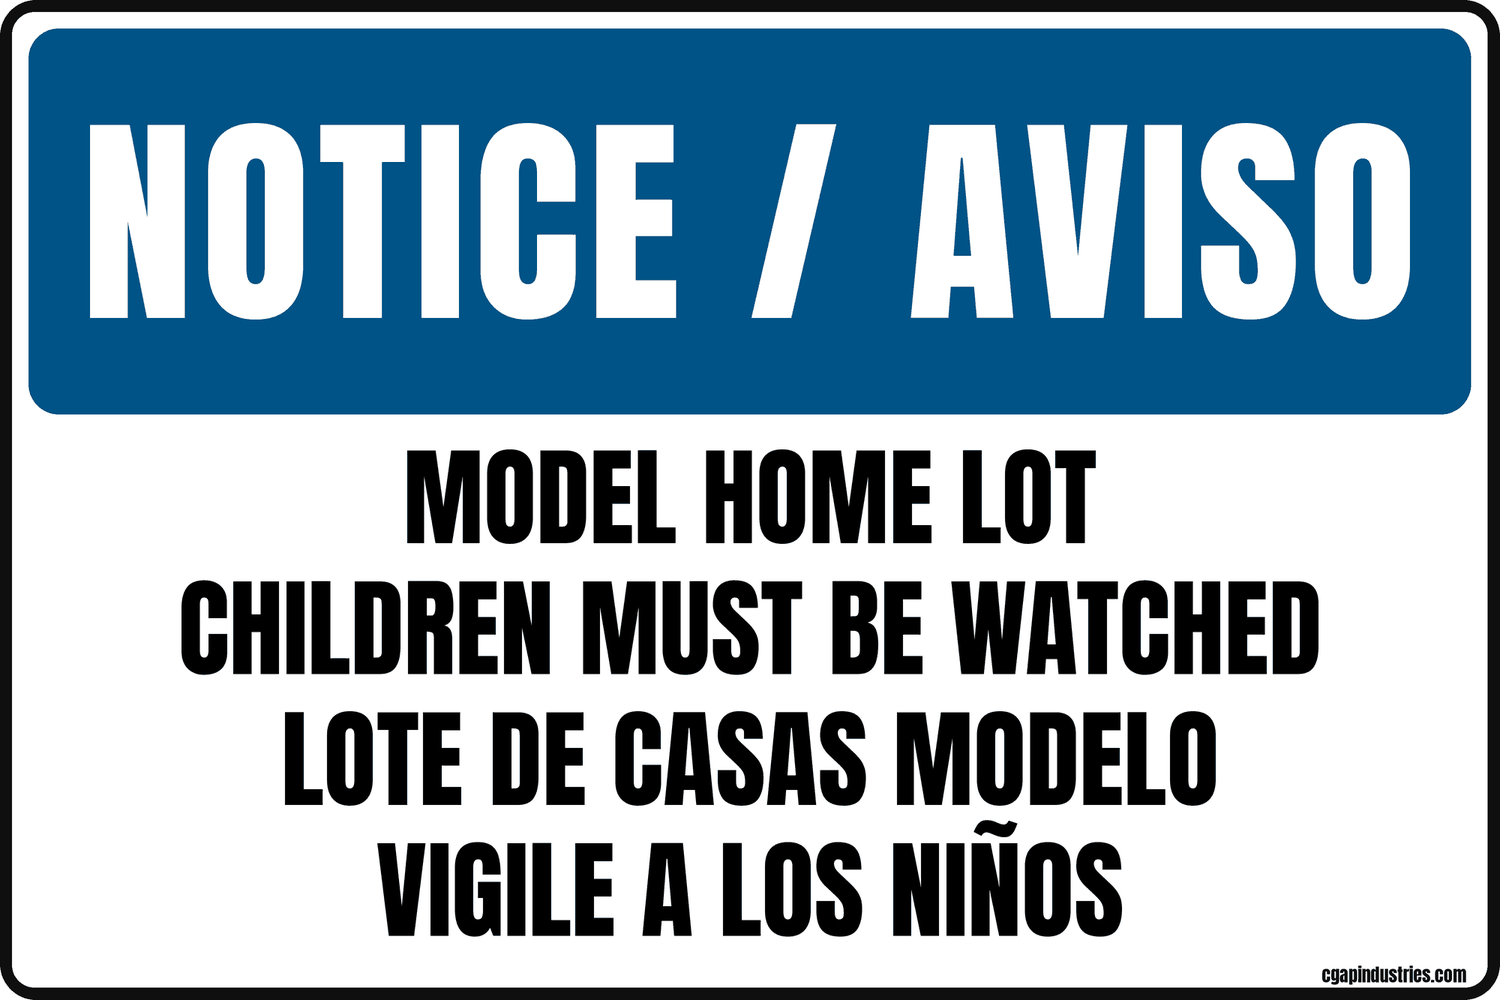 NOTICE / AVISO
MODEL HOME LOT
CHILDREN MUST BE WATCHED
LOTE DE CASAS MODELO
VIGILE A LOS NIÑOS
cgapindustries.com